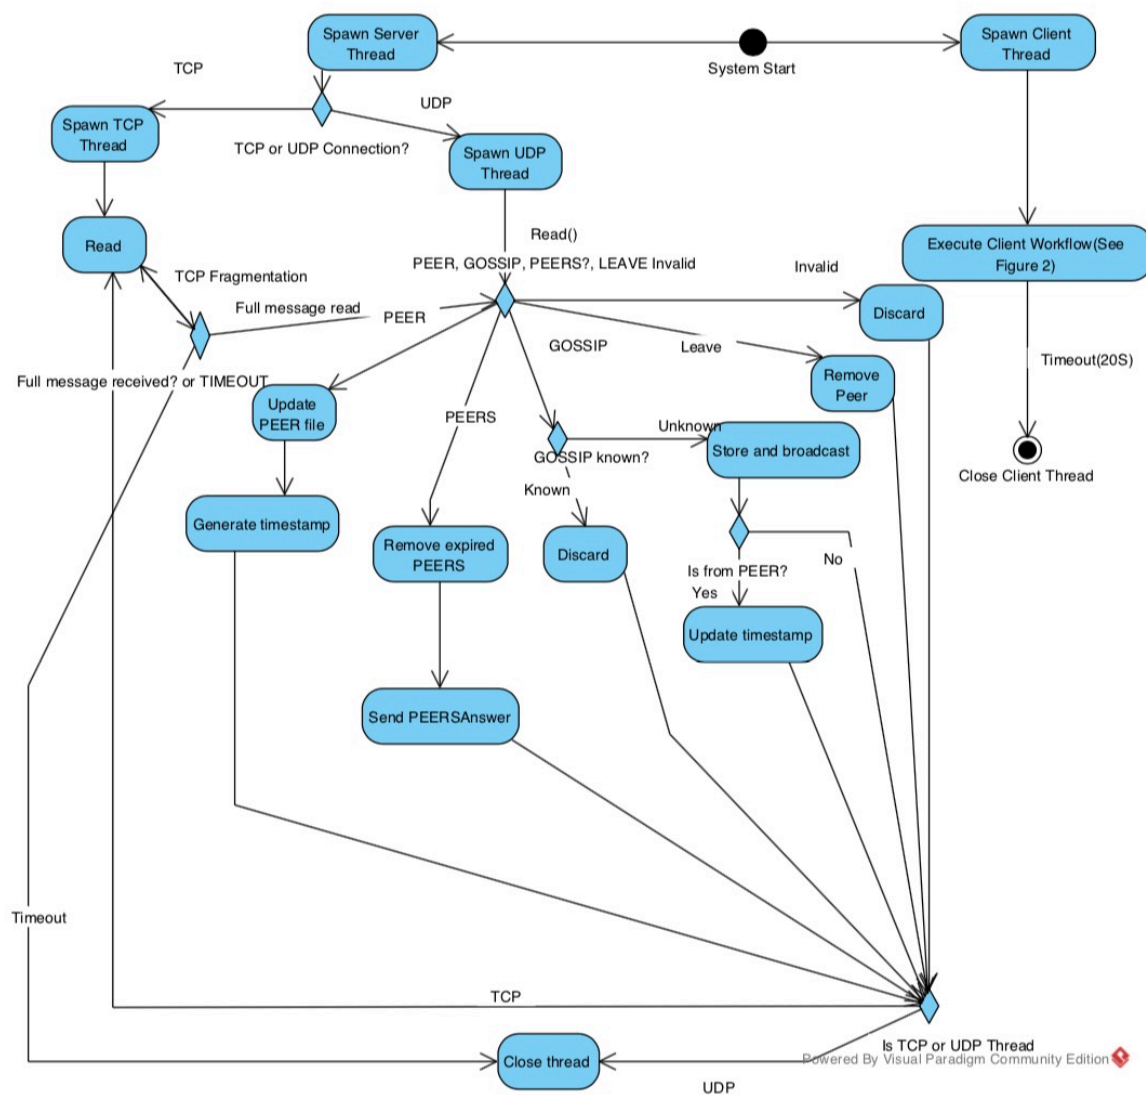 Spawn Server
Thread
System Start
Spawn Client
Thread
TCP
UDP
Spawn TCP
Thread
TCP or UDP Connection?
Spawn UDP
Thread
Read
Read()
Execute Client Workflow(See
Figure 2)
PEER, GOSSIP, PEERS?, LEAVE Invalid
Invalid
TCP Fragmentation
Full message read
PEER
Discard
GOSSIP
Leave
Timeout(20S)
Full message received? or TIMEOUT
Remove
Peer
Update
PEER file
PEERS
Unknown
Store and broadcast
GOSSIP known?
Close Client Thread
Known
Generate timestamp
Remove expired
PEERS
Discard
Is from PEER?
No
Yes
Update timestamp
Send PEERSAnswer
Timeout
TCP
Is TCP or UDP Thread
Powered By Visual Paradigm Community Edition
Close thread
UDP